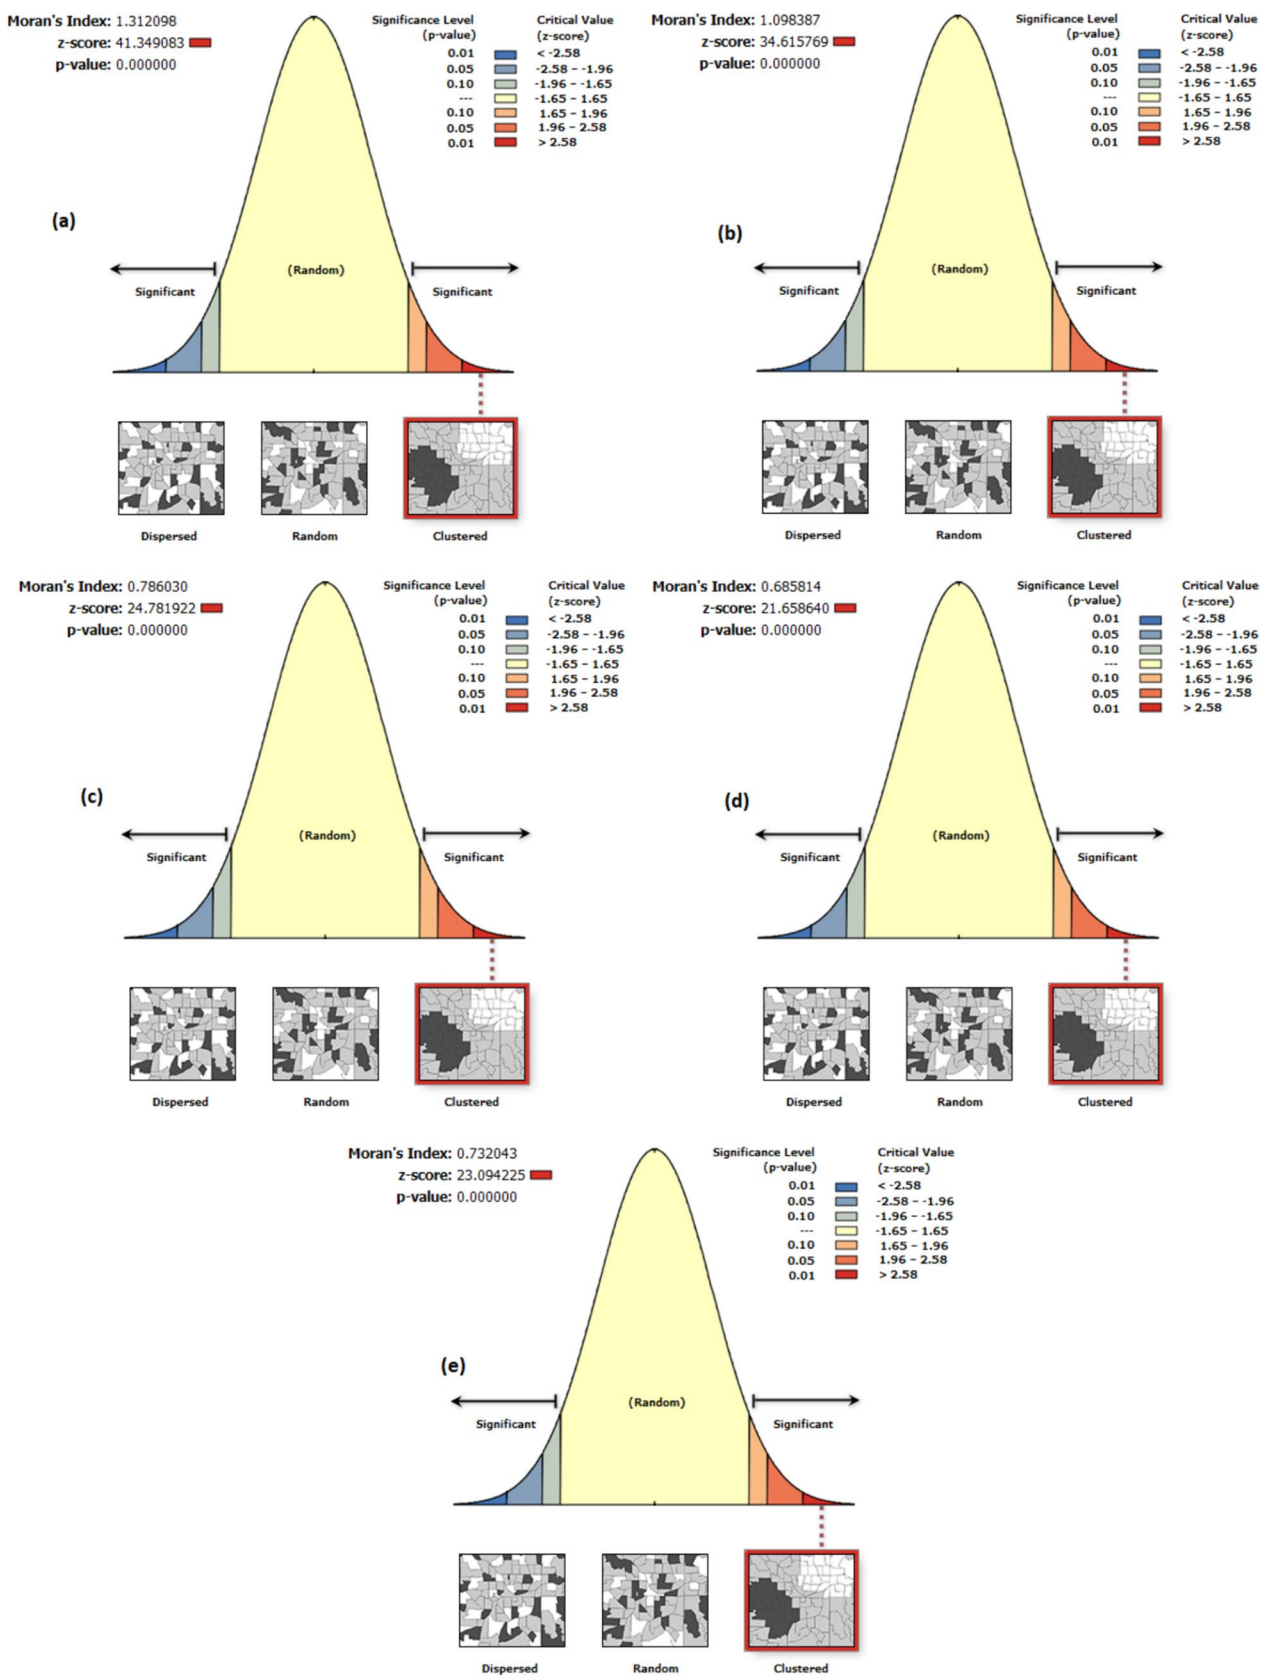 Moran's Index: 1.312098
z-score: 41.349083
p-value: 0.000000
Significance Level (p-value)
Critical Value (z-score)
0.01 < -2.58
0.05 -2.58 – -1.96
0.10 -1.96 – -1.65
--- -1.65 – 1.65
0.10 1.65 – 1.96
0.05 1.96 – 2.58
0.01 > 2.58
(a)
(Random)
Significant
Significant
Dispersed
Random
Clustered
Moran's Index: 1.098387
z-score: 34.615769
p-value: 0.000000
Significance Level (p-value)
Critical Value (z-score)
0.01 < -2.58
0.05 -2.58 – -1.96
0.10 -1.96 – -1.65
--- -1.65 – 1.65
0.10 1.65 – 1.96
0.05 1.96 – 2.58
0.01 > 2.58
(b)
(Random)
Significant
Significant
Dispersed
Random
Clustered
Moran's Index: 0.786030
z-score: 24.781922
p-value: 0.000000
Significance Level (p-value)
Critical Value (z-score)
0.01 < -2.58
0.05 -2.58 – -1.96
0.10 -1.96 – -1.65
--- -1.65 – 1.65
0.10 1.65 – 1.96
0.05 1.96 – 2.58
0.01 > 2.58
(c)
(Random)
Significant
Significant
Dispersed
Random
Clustered
Moran's Index: 0.685814
z-score: 21.658640
p-value: 0.000000
Significance Level (p-value)
Critical Value (z-score)
0.01 < -2.58
0.05 -2.58 – -1.96
0.10 -1.96 – -1.65
--- -1.65 – 1.65
0.10 1.65 – 1.96
0.05 1.96 – 2.58
0.01 > 2.58
(d)
(Random)
Significant
Significant
Dispersed
Random
Clustered
Moran's Index: 0.732043
z-score: 23.094225
p-value: 0.000000
Significance Level (p-value)
Critical Value (z-score)
0.01 < -2.58
0.05 -2.58 – -1.96
0.10 -1.96 – -1.65
--- -1.65 – 1.65
0.10 1.65 – 1.96
0.05 1.96 – 2.58
0.01 > 2.58
(e)
(Random)
Significant
Significant
Dispersed
Random
Clustered